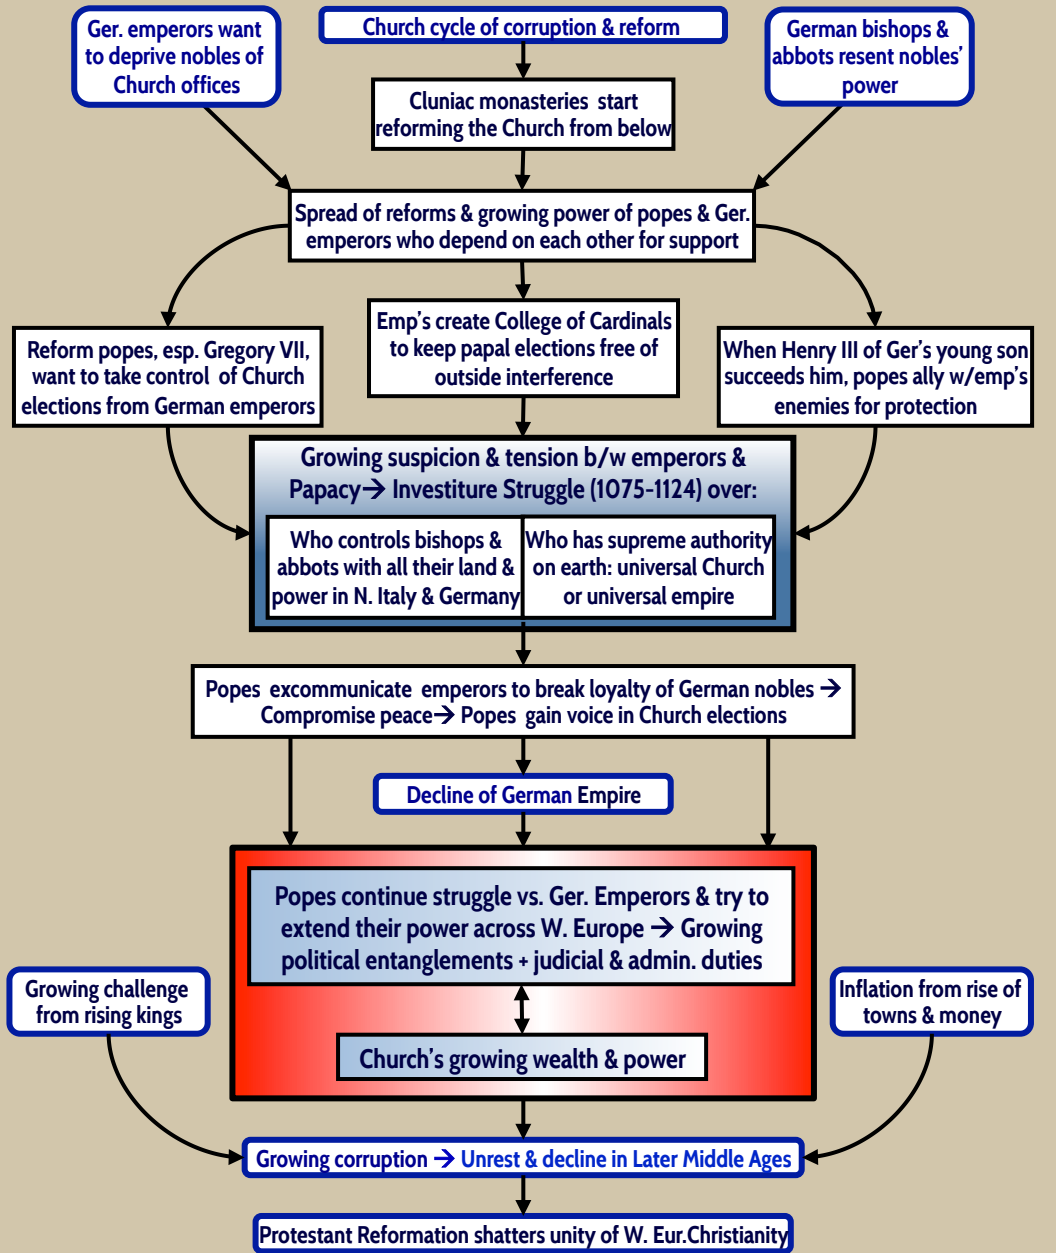 Ger. emperors want
to deprive nobles of
Church offices
Church cycle of corruption & reform
German bishops &
abbots resent nobles'
power
Cluniac monasteries start
reforming the Church from below
Spread of reforms & growing power of popes & Ger.
emperors who depend on each other for support
Reform popes, esp. Gregory VII,
want to take control of Church
elections from German emperors
Emp's create College of Cardinals
to keep papal elections free of
outside interference
When Henry III of Ger's young son
succeeds him, popes ally w/emp's
enemies for protection
Growing suspicion & tension b/w emperors &
Papacy→ Investiture Struggle (1075-1124) over:
Who controls bishops &
abbots with all their land &
power in N. Italy & Germany
Who has supreme authority
on earth: universal Church
or universal empire
Popes excommunicate emperors to break loyalty of German nobles →
Compromise peace→ Popes gain voice in Church elections
Decline of German Empire
Popes continue struggle vs. Ger. Emperors & try to
extend their power across W. Europe → Growing
political entanglements + judicial & admin. duties
Growing challenge
from rising kings
Inflation from rise of
towns & money
Church's growing wealth & power
Growing corruption → Unrest & decline in Later Middle Ages
Protestant Reformation shatters unity of W. Eur.Christianity